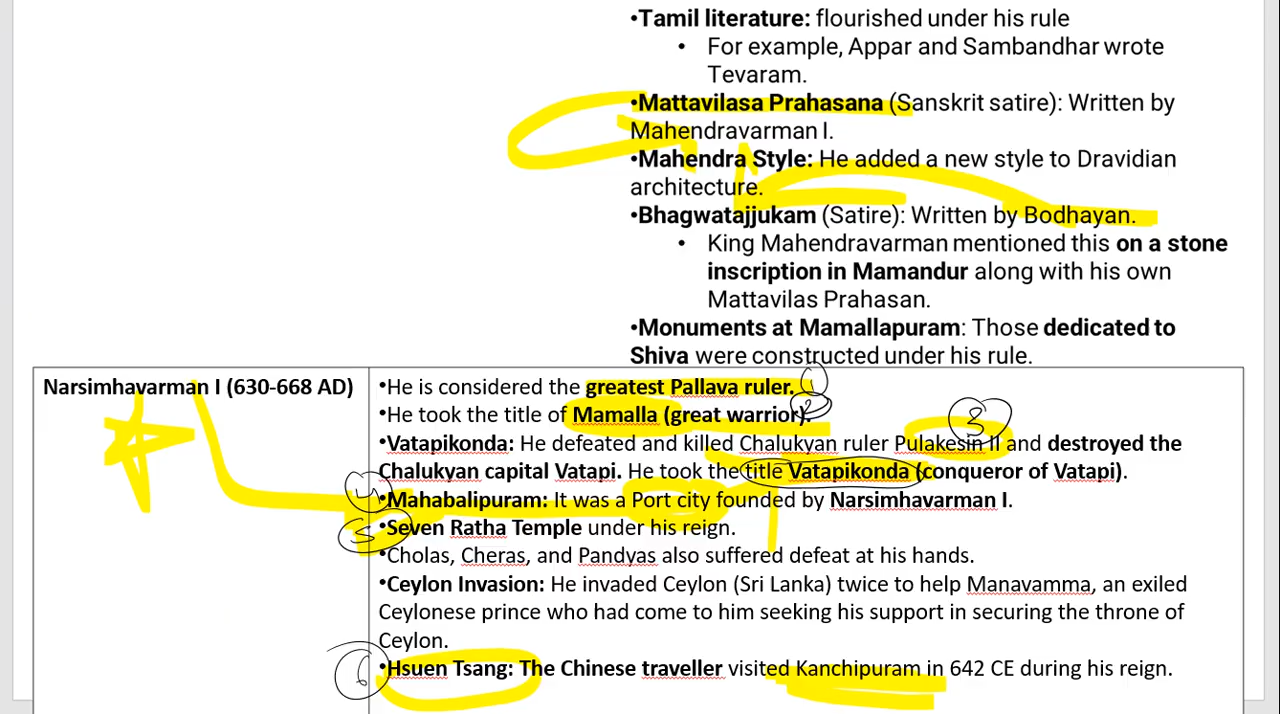 •Tamil literature: flourished under his rule
• For example, Appar and Sambandhar wrote
Tevaram.
•Mattavilasa Prahasana (Sanskrit satire): Written by
Mahendravarman I.
•Mahendra Style: He added a new style to Dravidian
architecture.
•Bhagwatajjukam (Satire): Written by Bodhayan.
• King Mahendravarman mentioned this on a stone
inscription in Mamandur along with his own
Mattavilas Prahasan.
•Monuments at Mamallapuram: Those dedicated to
Shiva were constructed under his rule.
Narsimhavarman I (630-668 AD)
•He is considered the greatest Pallava ruler. 1
•He took the title of Mamalla (great warrior). 2
•Vatapikonda: He defeated and killed Chalukyan ruler Pulakesin II and destroyed the 3
Chalukyan capital Vatapi. He took the title Vatapikonda (conqueror of Vatapi).
4 •Mahabalipuram: It was a Port city founded by Narsimhavarman I.
5 •Seven Ratha Temple under his reign.
•Cholas, Cheras, and Pandyas also suffered defeat at his hands.
•Ceylon Invasion: He invaded Ceylon (Sri Lanka) twice to help Manavamma, an exiled
Ceylonese prince who had come to him seeking his support in securing the throne of
Ceylon.
6 •Hsuen Tsang: The Chinese traveller visited Kanchipuram in 642 CE during his reign.